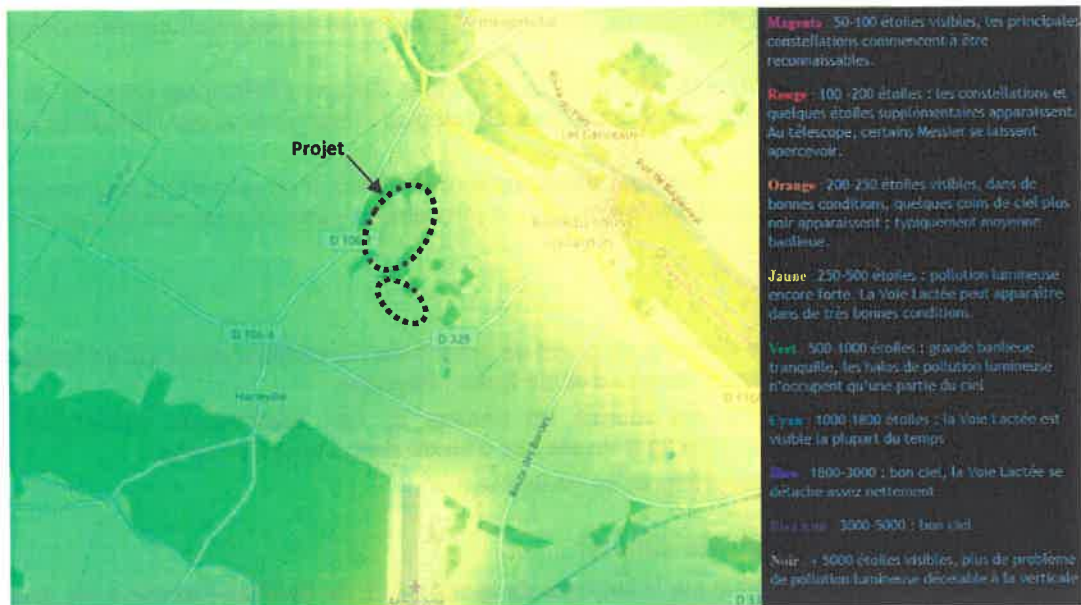 Projet
D 106
D 106.4
D 329
Harleville
D 3
Magenta : 50-100 étoiles visibles, les principales
constellations commencent à être
reconnaissables.
Rouge : 100 -200 étoiles : les constellations et
quelques étoiles supplémentaires apparaissent.
Au télescope, certains Messier se laissent
apercevoir.
Orange : 200-250 étoiles visibles, dans de
bonnes conditions, quelques coins de ciel plus
noir apparaissent ; typiquement moyenne
banlieue.
Jaune : 250-500 étoiles : pollution lumineuse
encore forte. La Voie Lactée peut apparaître
dans de très bonnes conditions.
Vert : 500-1000 étoiles : grande banlieue
tranquille, les halos de pollution lumineuse
n'occupent qu'une partie du ciel
Cyan : 1000-1800 étoiles : la Voie Lactée est
visible la plupart du temps
Bleu : 1800-3000 : bon ciel, la Voie Lactée se
détache assez nettement
3000-5000 : bon ciel
Noir : + 5000 étoiles visibles, plus de problème
de pollution lumineuse décelable à la verticale